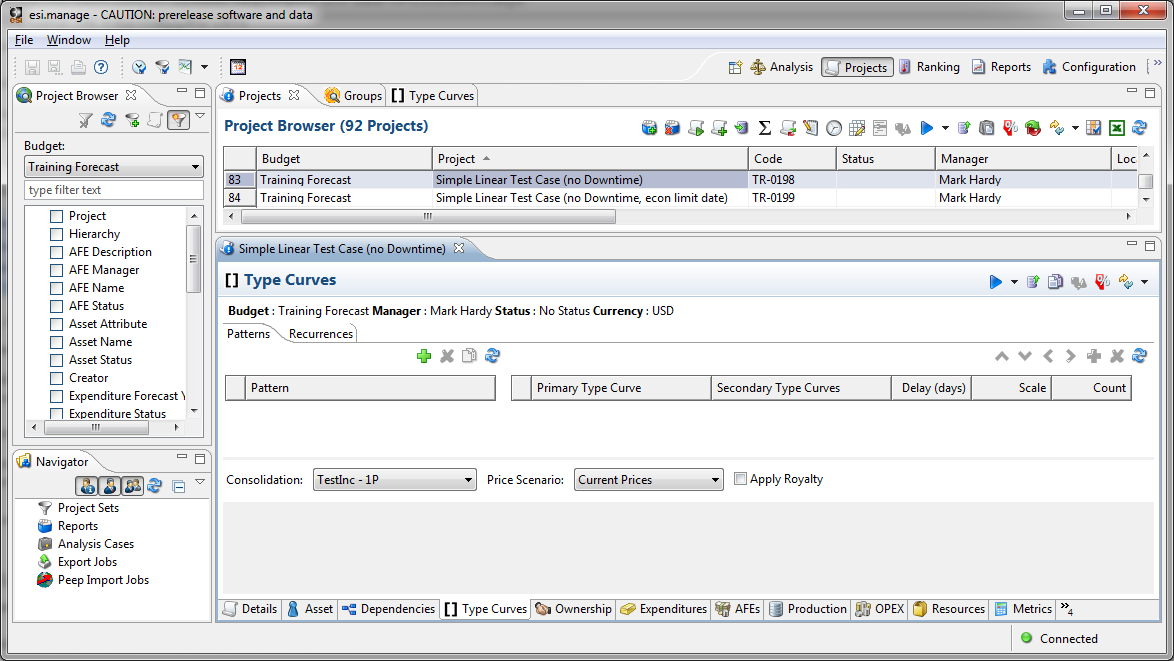 esi.manage - CAUTION: prerelease software and data
File Window Help
12
Analysis Projects Ranking Reports Configuration
Project Browser
Budget:
Training Forecast
type filter text
Project
Hierarchy
AFE Description
AFE Manager
AFE Name
AFE Status
Asset Attribute
Asset Name
Asset Status
Creator
Expenditure Forecast Y
Expenditure Status
Navigator
Project Sets
Reports
Analysis Cases
Export Jobs
Peep Import Jobs
Projects Groups [] Type Curves
Project Browser (92 Projects)
Budget Project Code Status Manager Loc
83 Training Forecast Simple Linear Test Case (no Downtime) TR-0198 Mark Hardy
84 Training Forecast Simple Linear Test Case (no Downtime, econ limit date) TR-0199 Mark Hardy
Simple Linear Test Case (no Downtime)
[] Type Curves
Budget : Training Forecast Manager : Mark Hardy Status : No Status Currency : USD
Patterns Recurrences
Pattern
Primary Type Curve Secondary Type Curves Delay (days) Scale Count
Consolidation: TestInc - 1P Price Scenario: Current Prices Apply Royalty
Details Asset Dependencies [] Type Curves Ownership Expenditures AFEs Production OPEX Resources Metrics »4
Connected